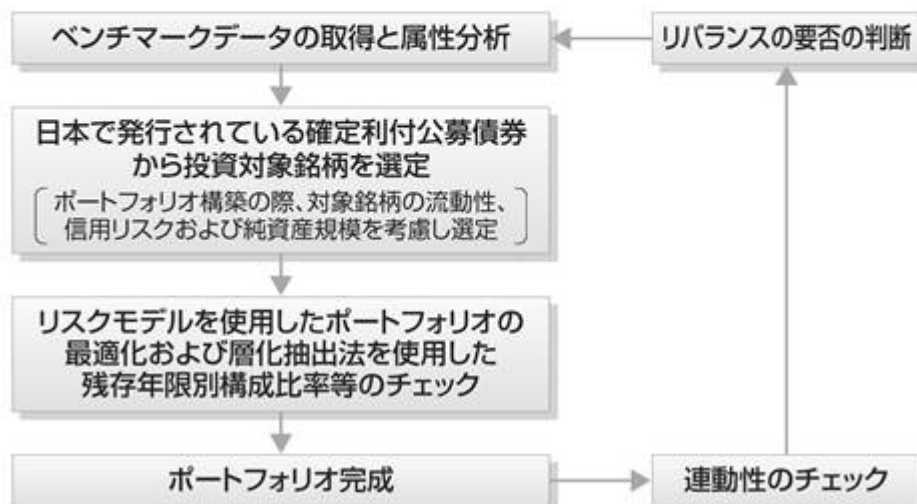 ベンチマークデータの取得と属性分析
リバランスの要否の判断
日本で発行されている確定利付公募債券
から投資対象銘柄を選定
ポートフォリオ構築の際、対象銘柄の流動性、
信用リスクおよび純資産規模を考慮し選定
リスクモデルを使用したポートフォリオの
最適化および層化抽出法を使用した
残存年限別構成比率等のチェック
ポートフォリオ完成
連動性のチェック